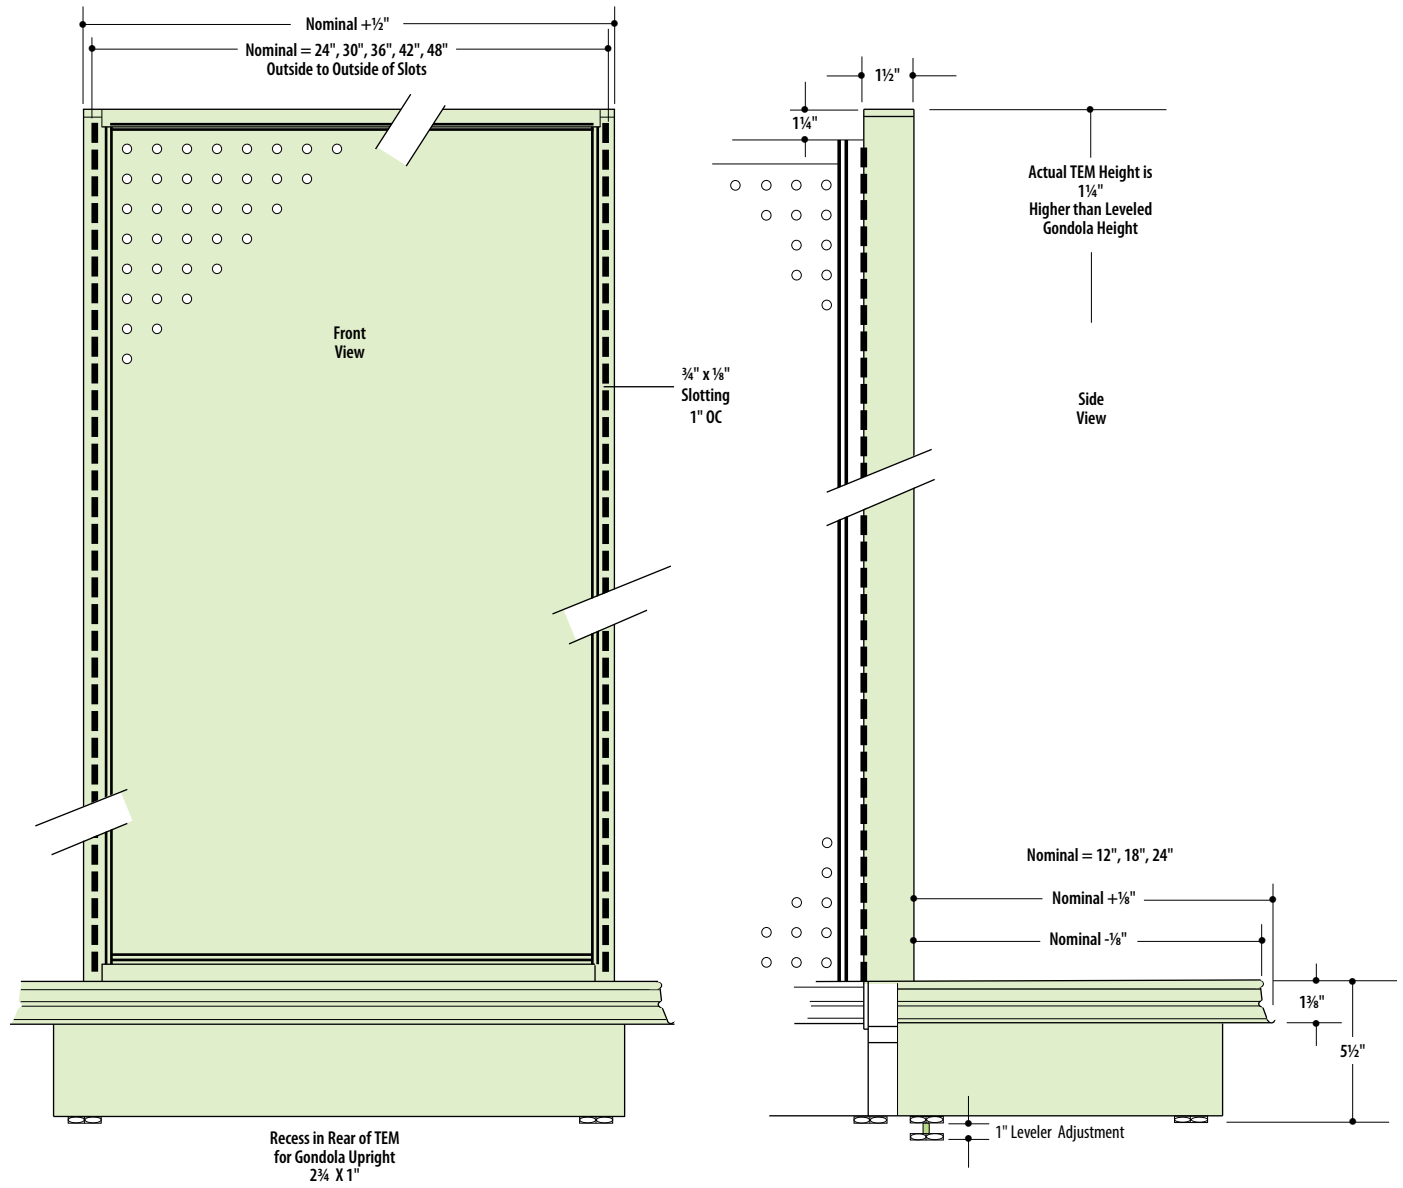 Nominal +½"
Nominal = 24", 30", 36", 42", 48"
Outside to Outside of Slots
1½"
1¼"
Actual TEM Height is
1¼"
Higher than Leveled
Gondola Height
Front
View
¾" x ⅛"
Slotting
1" OC
Side
View
Nominal = 12", 18", 24"
Nominal +⅛"
Nominal -⅛"
1⅜"
5½"
1" Leveler Adjustment
Recess in Rear of TEM
for Gondola Upright
2¾ X 1"